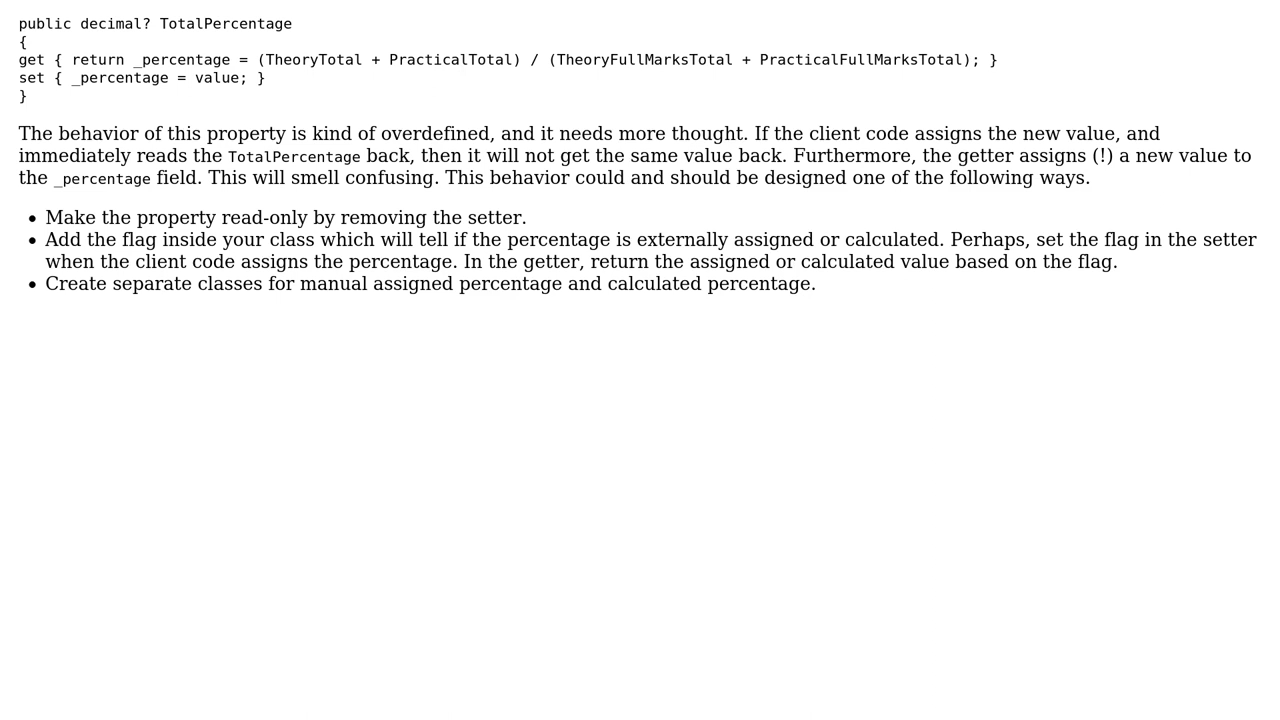 public decimal? TotalPercentage
{
get { return _percentage = (TheoryTotal + PracticalTotal) / (TheoryFullMarksTotal + PracticalFullMarksTotal); }
set { _percentage = value; }
}
The behavior of this property is kind of overdefined, and it needs more thought. If the client code assigns the new value, and
immediately reads the TotalPercentage back, then it will not get the same value back. Furthermore, the getter assigns (!) a new value to
the _percentage field. This will smell confusing. This behavior could and should be designed one of the following ways.
• Make the property read-only by removing the setter.
• Add the flag inside your class which will tell if the percentage is externally assigned or calculated. Perhaps, set the flag in the setter
when the client code assigns the percentage. In the getter, return the assigned or calculated value based on the flag.
• Create separate classes for manual assigned percentage and calculated percentage.